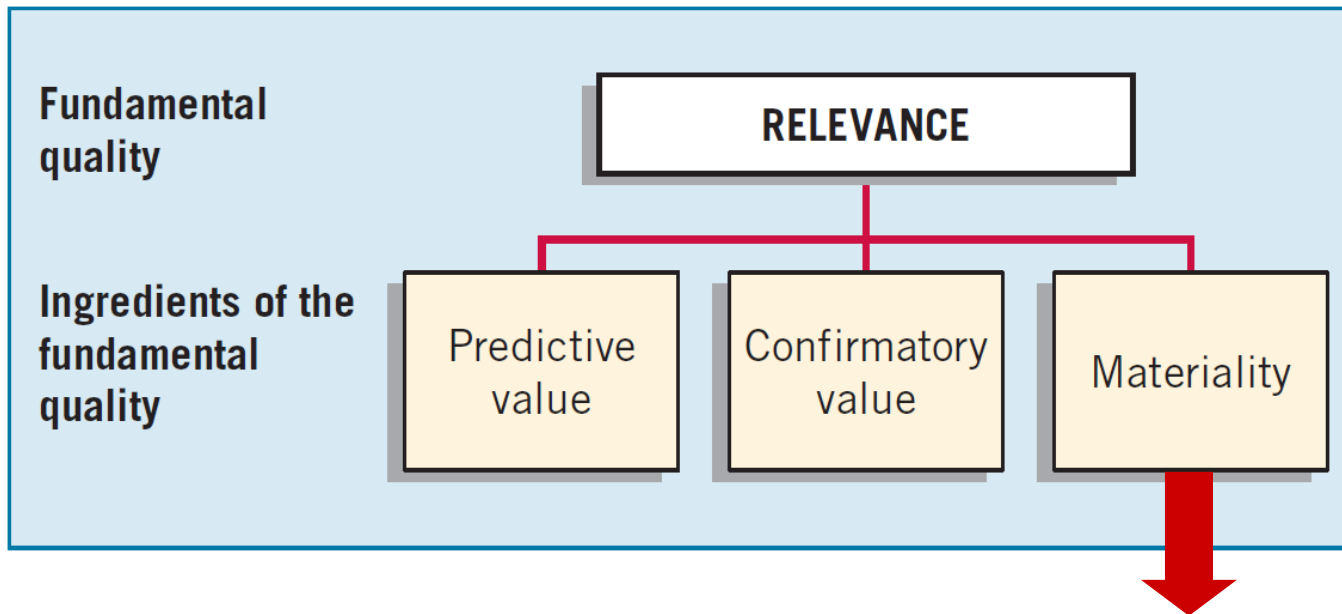 Fundamental
quality
RELEVANCE
Ingredients of the
fundamental
quality
Predictive
value
Confirmatory
value
Materiality